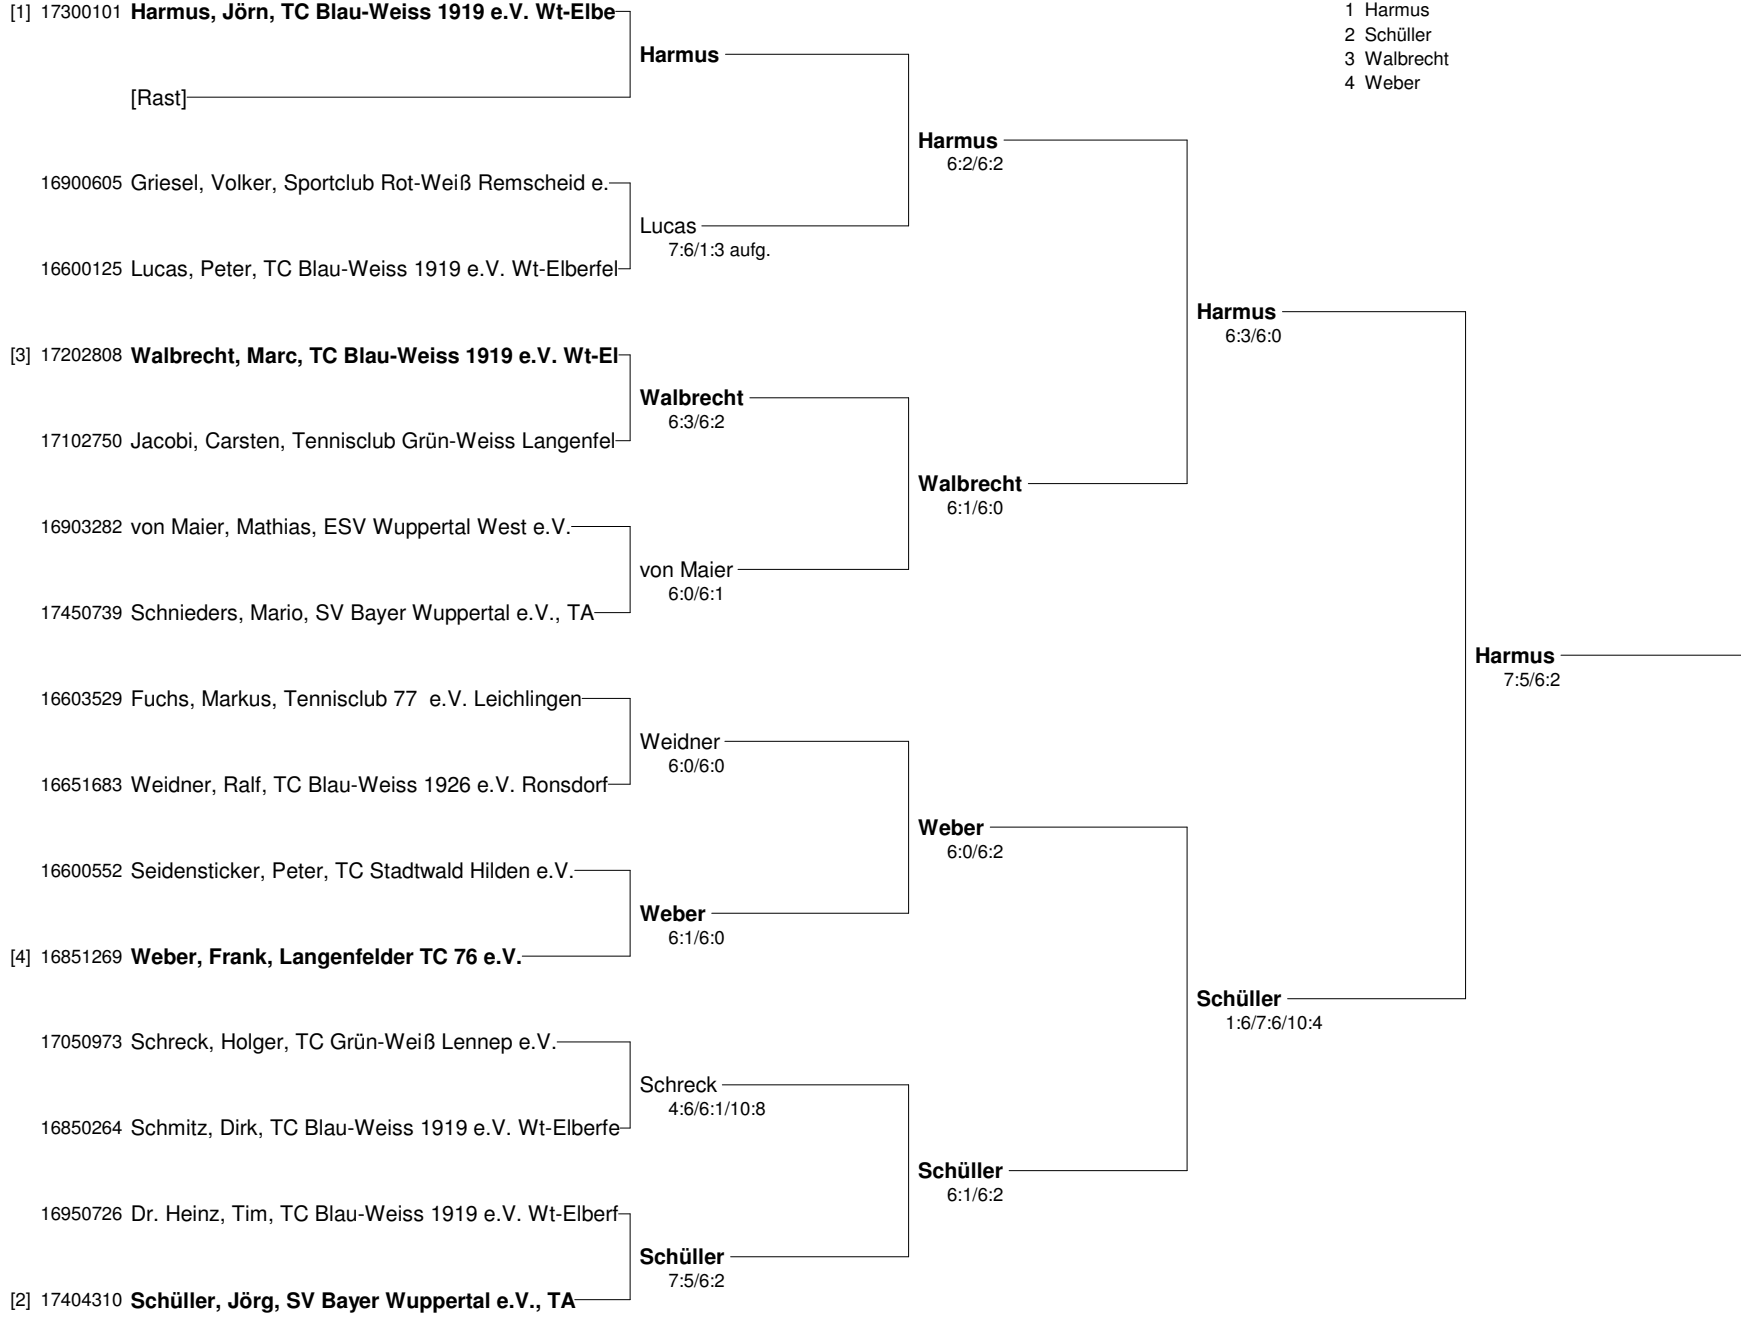 [1] 17300101 Harmus, Jörn, TC Blau-Weiss 1919 e.V. Wt-Elbe
1 Harmus
2 Schüller
3 Walbrecht
4 Weber
Harmus
[Rast]
Harmus
6:2/6:2
16900605 Griesel, Volker, Sportclub Rot-Weiß Remscheid e.
Lucas
7:6/1:3 aufg.
16600125 Lucas, Peter, TC Blau-Weiss 1919 e.V. Wt-Elberfel
Harmus
6:3/6:0
[3] 17202808 Walbrecht, Marc, TC Blau-Weiss 1919 e.V. Wt-El
Walbrecht
6:3/6:2
17102750 Jacobi, Carsten, Tennisclub Grün-Weiss Langenfel
Walbrecht
6:1/6:0
16903282 von Maier, Mathias, ESV Wuppertal West e.V.
von Maier
6:0/6:1
17450739 Schnieders, Mario, SV Bayer Wuppertal e.V., TA
Harmus
7:5/6:2
16603529 Fuchs, Markus, Tennisclub 77 e.V. Leichlingen
Weidner
6:0/6:0
16651683 Weidner, Ralf, TC Blau-Weiss 1926 e.V. Ronsdorf
Weber
6:0/6:2
16600552 Seidensticker, Peter, TC Stadtwald Hilden e.V.
Weber
6:1/6:0
[4] 16851269 Weber, Frank, Langenfelder TC 76 e.V.
Schüller
1:6/7:6/10:4
17050973 Schreck, Holger, TC Grün-Weiß Lennep e.V.
Schreck
4:6/6:1/10:8
16850264 Schmitz, Dirk, TC Blau-Weiss 1919 e.V. Wt-Elberfe
Schüller
6:1/6:2
16950726 Dr. Heinz, Tim, TC Blau-Weiss 1919 e.V. Wt-Elberf
Schüller
7:5/6:2
[2] 17404310 Schüller, Jörg, SV Bayer Wuppertal e.V., TA